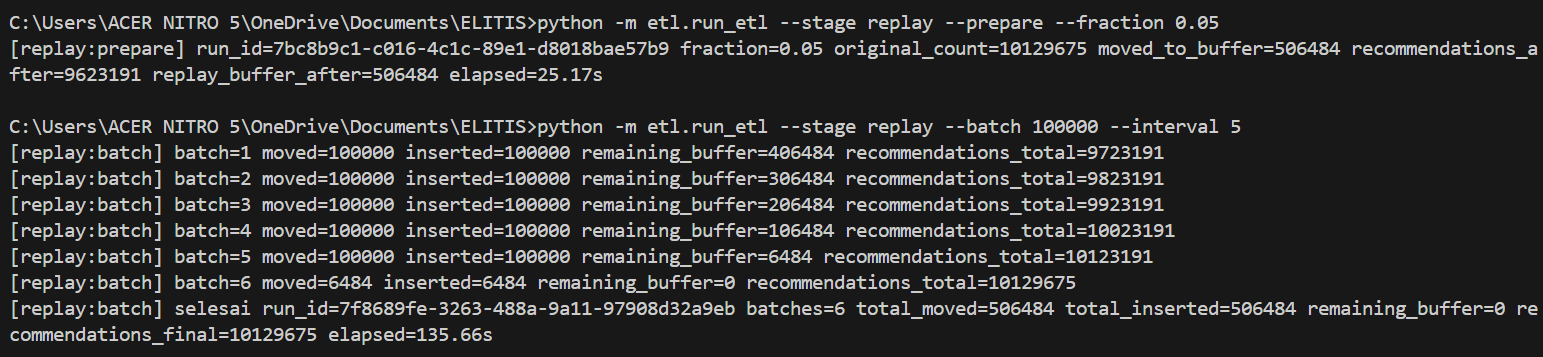 C:\Users\ACER NITRO 5\OneDrive\Documents\ELITIS>python -m etl.run_etl --stage replay --prepare --fraction 0.05
[replay:prepare] run_id=7bc8b9c1-c016-4c1c-89e1-d8018bae57b9 fraction=0.05 original_count=10129675 moved_to_buffer=506484 recommendations_a
fter=9623191 replay_buffer_after=506484 elapsed=25.17s
C:\Users\ACER NITRO 5\OneDrive\Documents\ELITIS>python -m etl.run_etl --stage replay --batch 100000 --interval 5
[replay:batch] batch=1 moved=100000 inserted=100000 remaining_buffer=406484 recommendations_total=9723191
[replay:batch] batch=2 moved=100000 inserted=100000 remaining_buffer=306484 recommendations_total=9823191
[replay:batch] batch=3 moved=100000 inserted=100000 remaining_buffer=206484 recommendations_total=9923191
[replay:batch] batch=4 moved=100000 inserted=100000 remaining_buffer=106484 recommendations_total=10023191
[replay:batch] batch=5 moved=100000 inserted=100000 remaining_buffer=6484 recommendations_total=10123191
[replay:batch] batch=6 moved=6484 inserted=6484 remaining_buffer=0 recommendations_total=10129675
[replay:batch] selesai run_id=7f8689fe-3263-488a-9a11-97908d32a9eb batches=6 total_moved=506484 total_inserted=506484 remaining_buffer=0 re
commendations_final=10129675 elapsed=135.66s